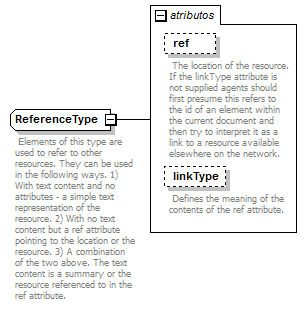 atributos
ref
The location of the resource.
If the linkType attribute is
not supplied agents should
first presume this refers to
the id of an element within
the current document and
then try to interpret it as a
link to a resource available
elsewhere on the network.
linkType
Defines the meaning of the
contents of the ref attribute.
ReferenceType
Elements of this type are
used to refer to other
resources. They can be used
in the following ways. 1)
With text content and no
attributes - a simple text
representation of the
resource. 2) With no text
content but a ref attribute
pointing to the location or the
resource. 3) A combination
of the two above. The text
content is a summary or the
resource referenced to in the
ref attribute.